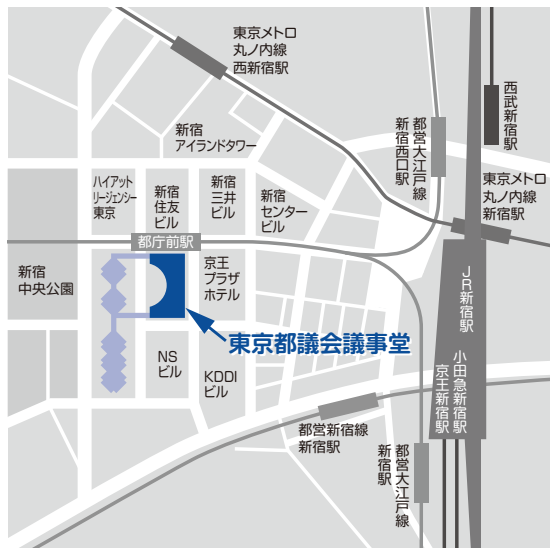 東京メトロ
丸ノ内線
西新宿駅
西武新宿駅
都営大江戸線
新宿西口駅
新宿
アイランドタワー
東京メトロ
丸ノ内線
新宿駅
ハイアット
リージェンシー
東京
新宿
住友
ビル
新宿
三井
ビル
新宿
センター
ビル
都庁前駅
新宿
中央公園
京王
プラザ
ホテル
JR新宿駅
東京都議会議事堂
NS
ビル
KDDI
ビル
小田急新宿駅
京王新宿駅
都営新宿線
新宿駅
都営大江戸線
新宿駅